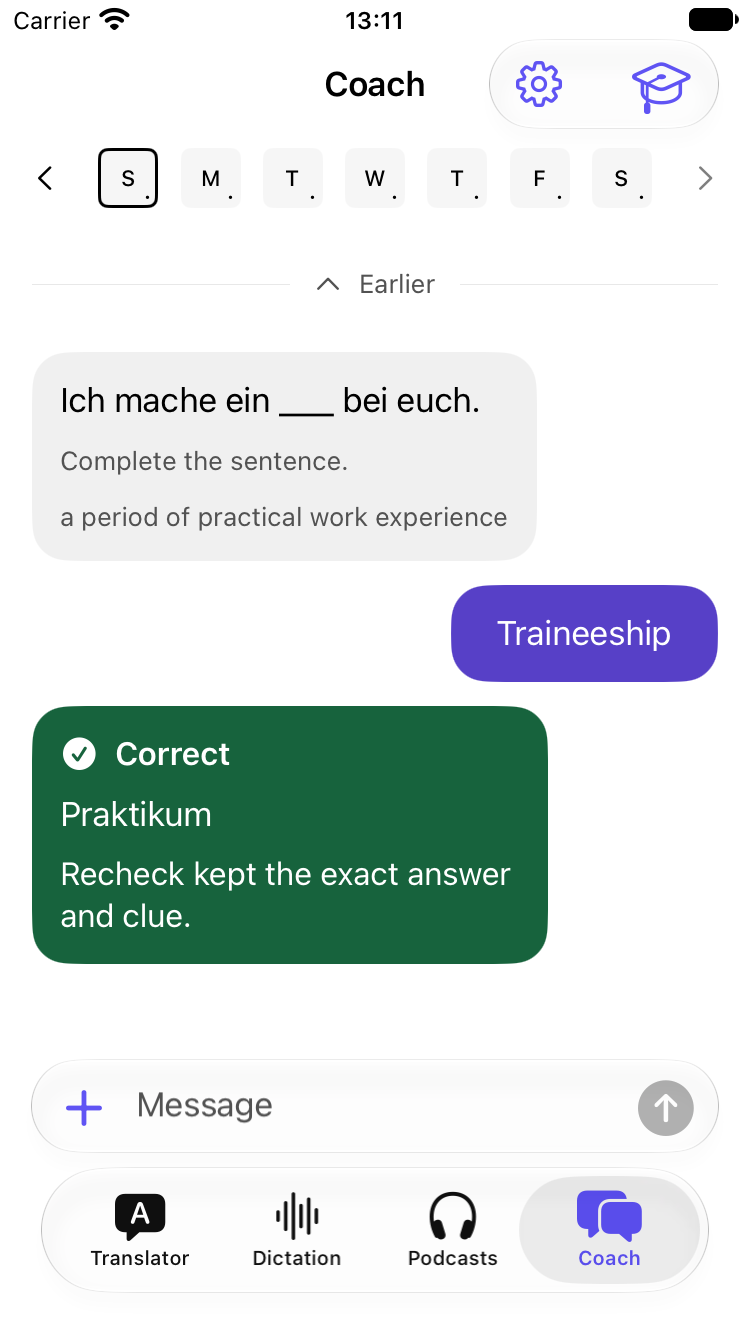 Carrier 13:11
Coach
S. M. T. W. T. F. S.
Earlier
Ich mache ein ____ bei euch.
Complete the sentence.
a period of practical work experience
Traineeship
Correct
Praktikum
Recheck kept the exact answer
and clue.
Message
A
Translator Dictation Podcasts Coach